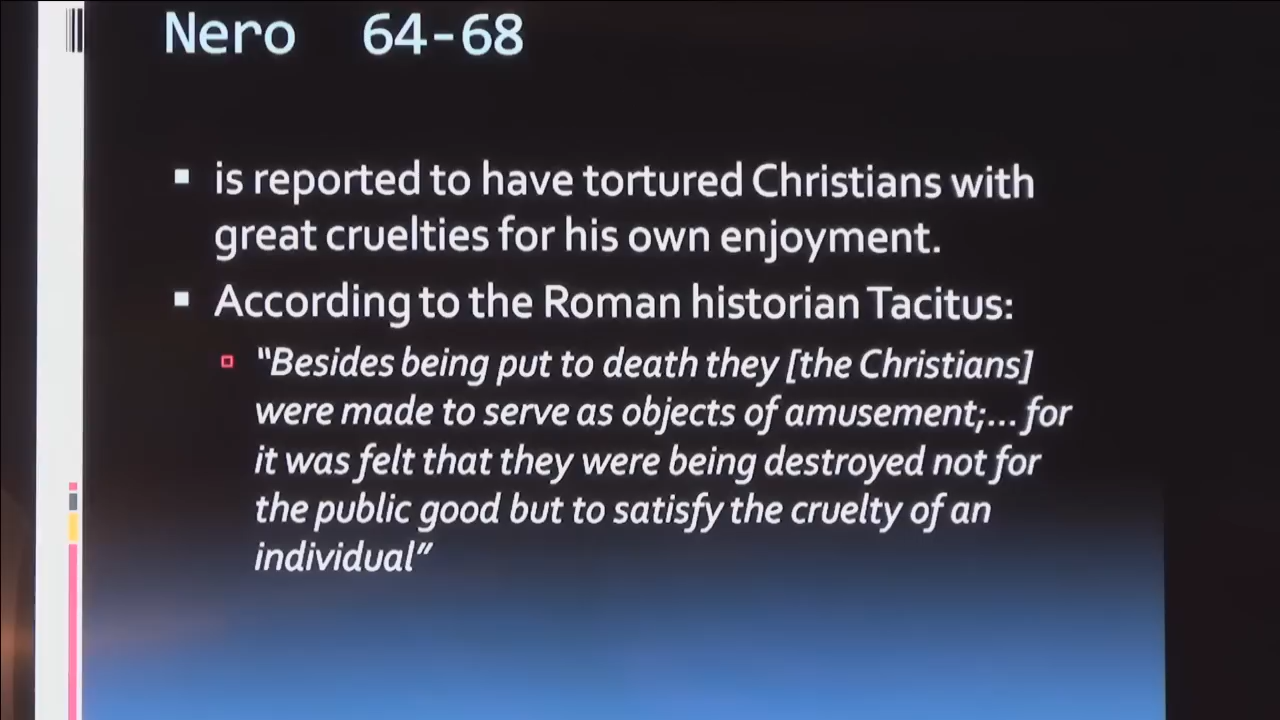 Nero 64-68
▪ is reported to have tortured Christians with
great cruelties for his own enjoyment.
▪ According to the Roman historian Tacitus:
▫ “Besides being put to death they [the Christians]
were made to serve as objects of amusement;... for
it was felt that they were being destroyed not for
the public good but to satisfy the cruelty of an
individual”